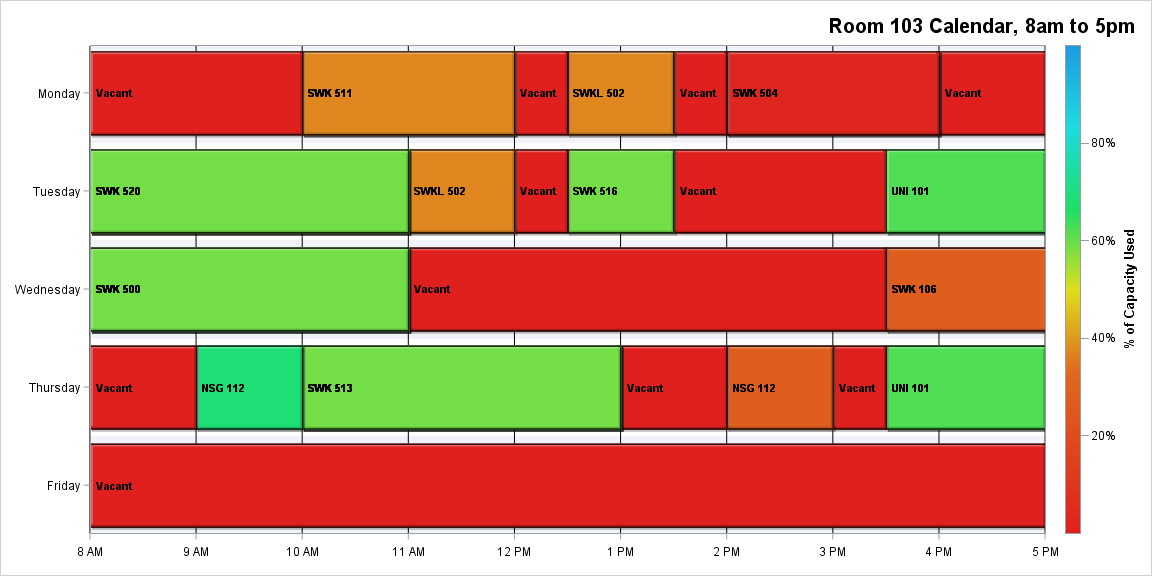 Room 103 Calendar, 8am to 5pm
Monday
Vacant
SWK 511
Vacant
SWKL 502
Vacant
SWK 504
Vacant
Tuesday
SWK 520
SWKL 502
Vacant
SWK 516
Vacant
UNI 101
Wednesday
SWK 500
Vacant
SWK 106
Thursday
Vacant
NSG 112
SWK 513
Vacant
NSG 112
Vacant
UNI 101
Friday
Vacant
8 AM
9 AM
10 AM
11 AM
12 PM
1 PM
2 PM
3 PM
4 PM
5 PM
80%
60%
40%
20%
% of Capacity Used